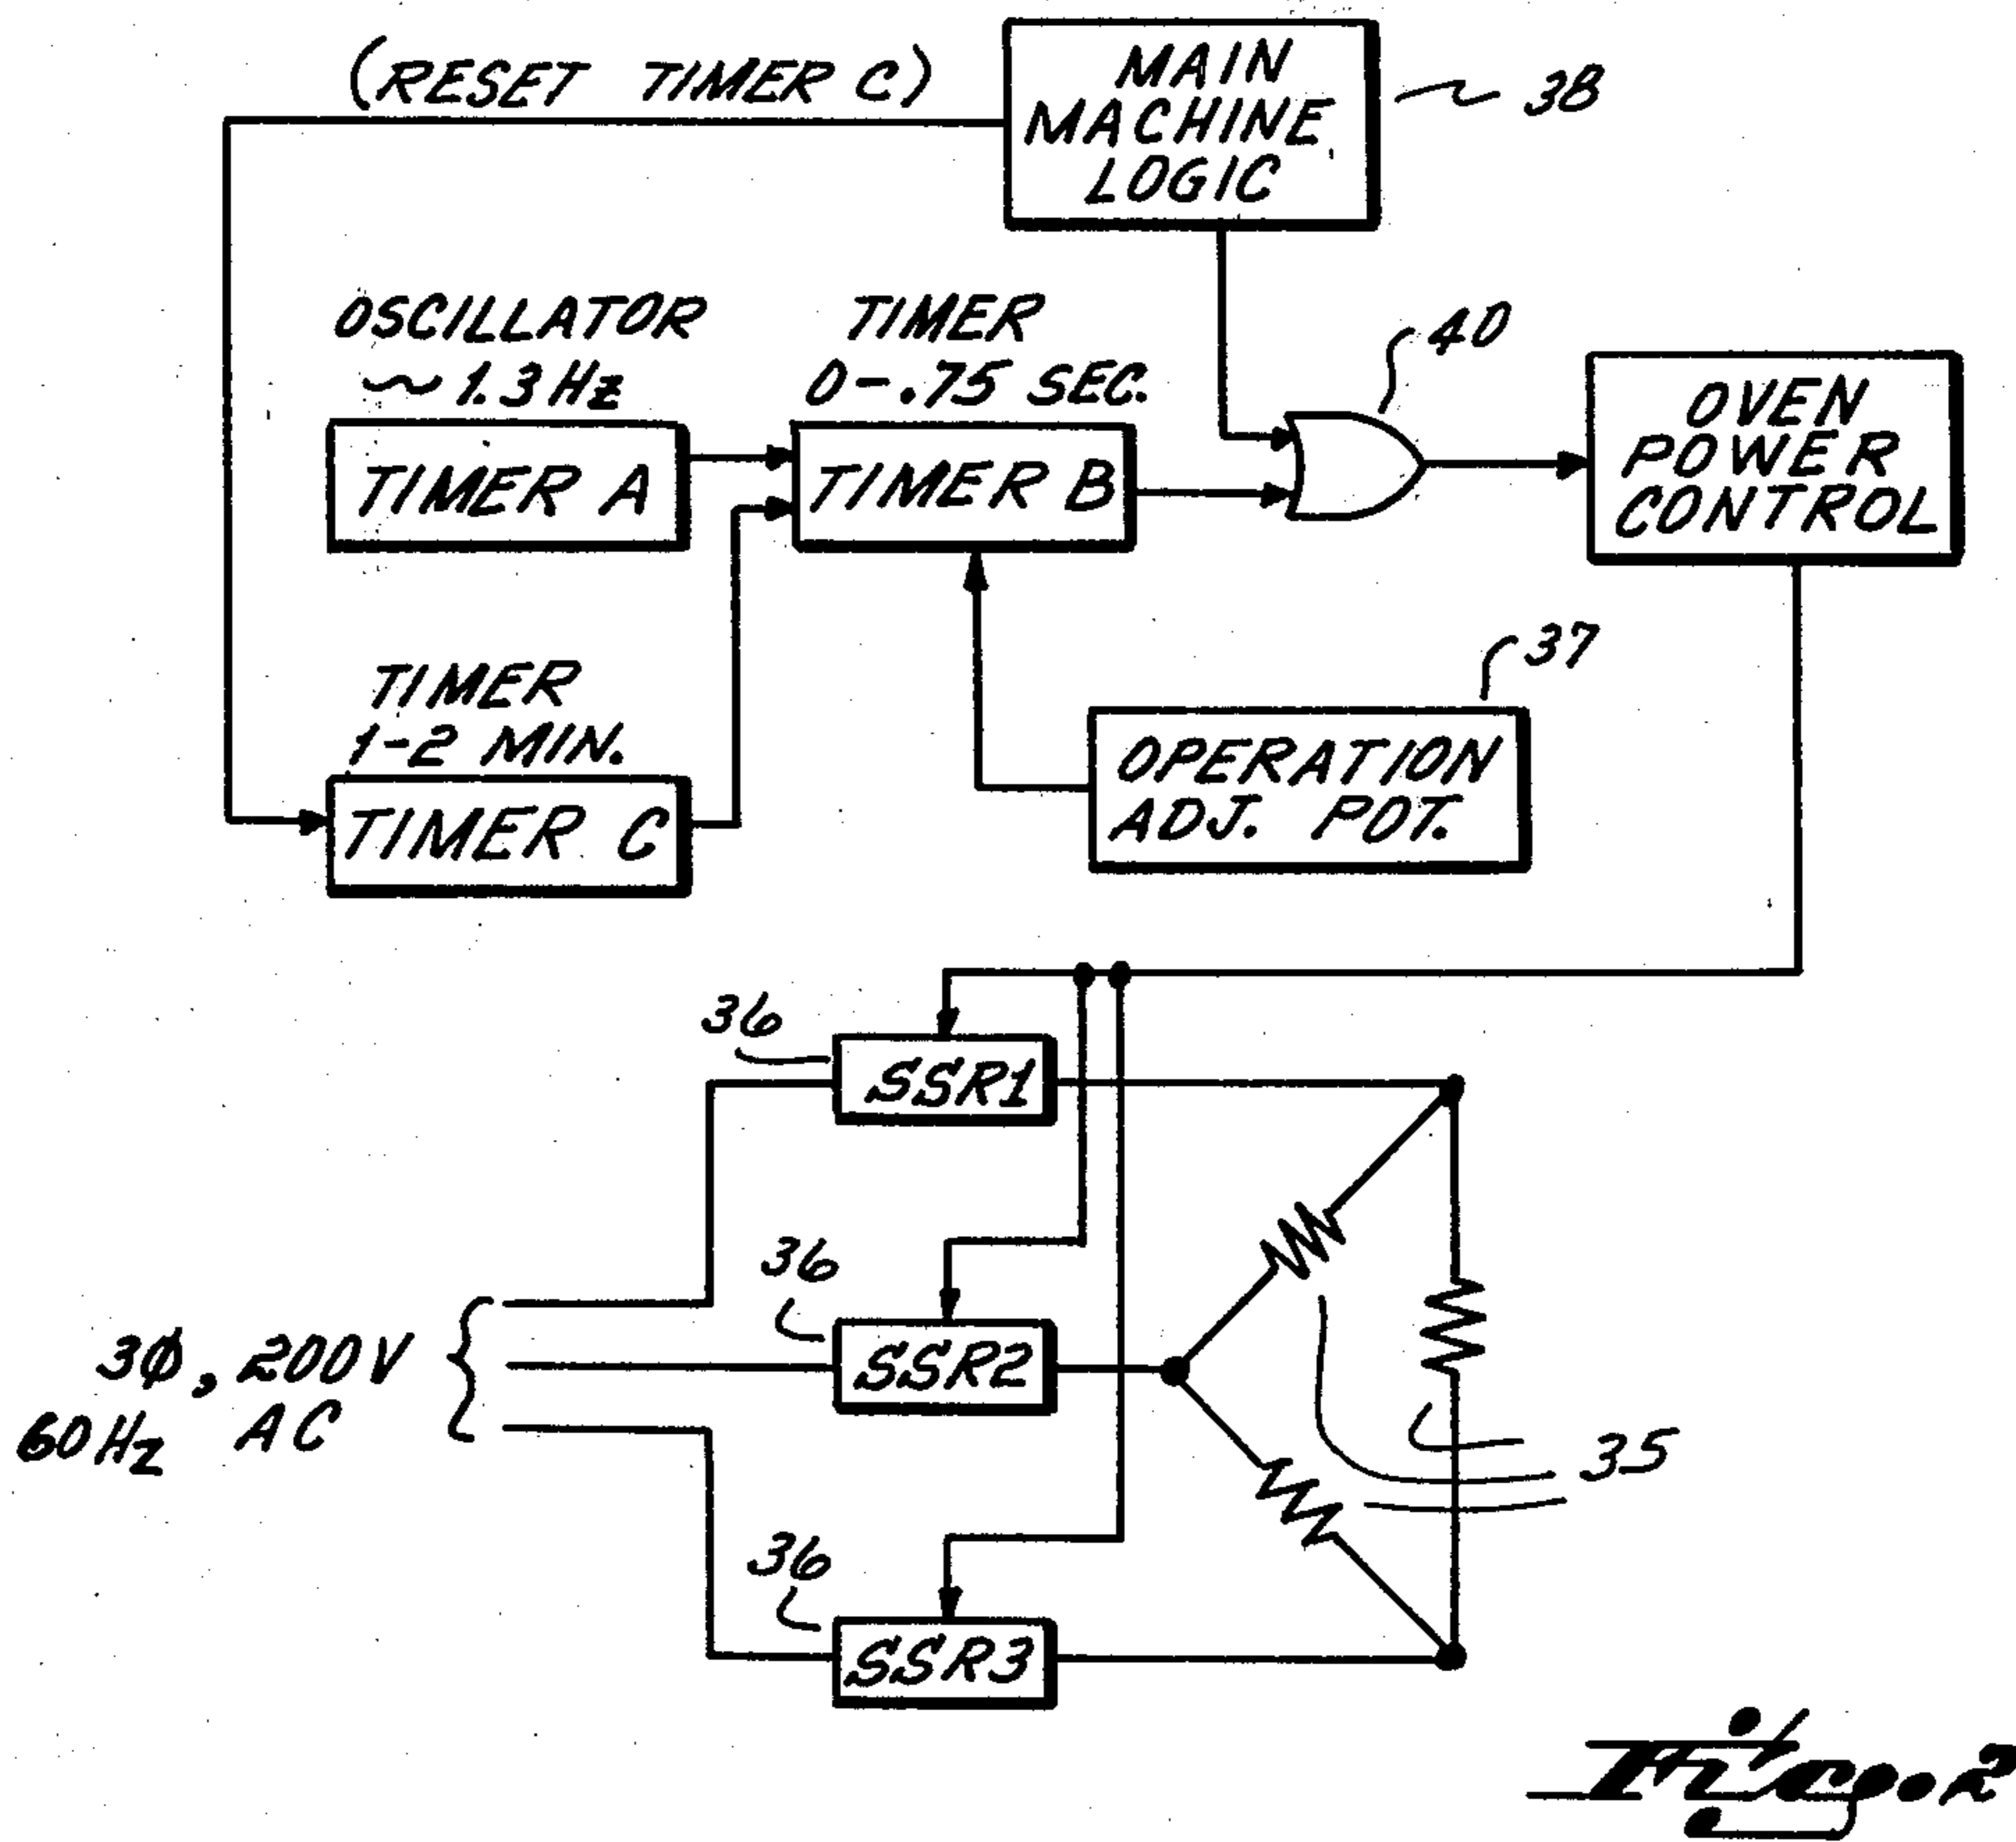 (RESET TIMER C)
MAIN
MACHINE
LOGIC
38
OSCILLATOR
~ 1.3 Hz
TIMER A
TIMER
0-.75 SEC.
TIMER B
40
OVEN
POWER
CONTROL
TIMER
1-2 MIN.
TIMER C
37
OPERATION
ADJ. POT.
36
SSR1
36
SSR2
3Ø, 200V
60Hz AC
35
36
SSR3
Fig. 2